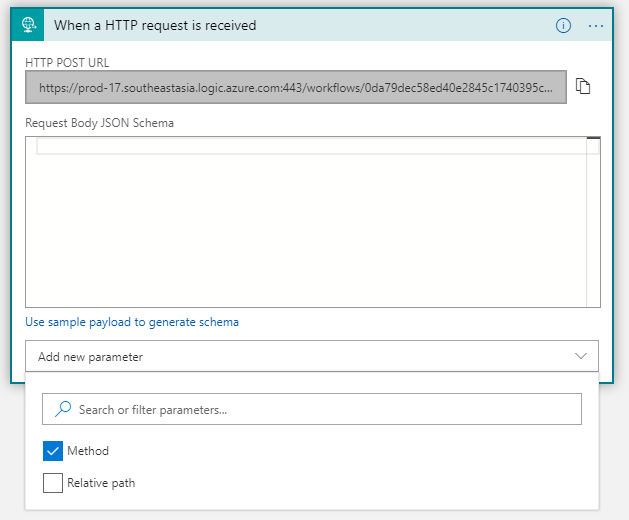 When a HTTP request is received
HTTP POST URL
https://prod-17.southeastasia.logic.azure.com:443/workflows/0da79dec58ed40e2845c1740395c...
Request Body JSON Schema
Use sample payload to generate schema
Add new parameter
Search or filter parameters...
Method
Relative path